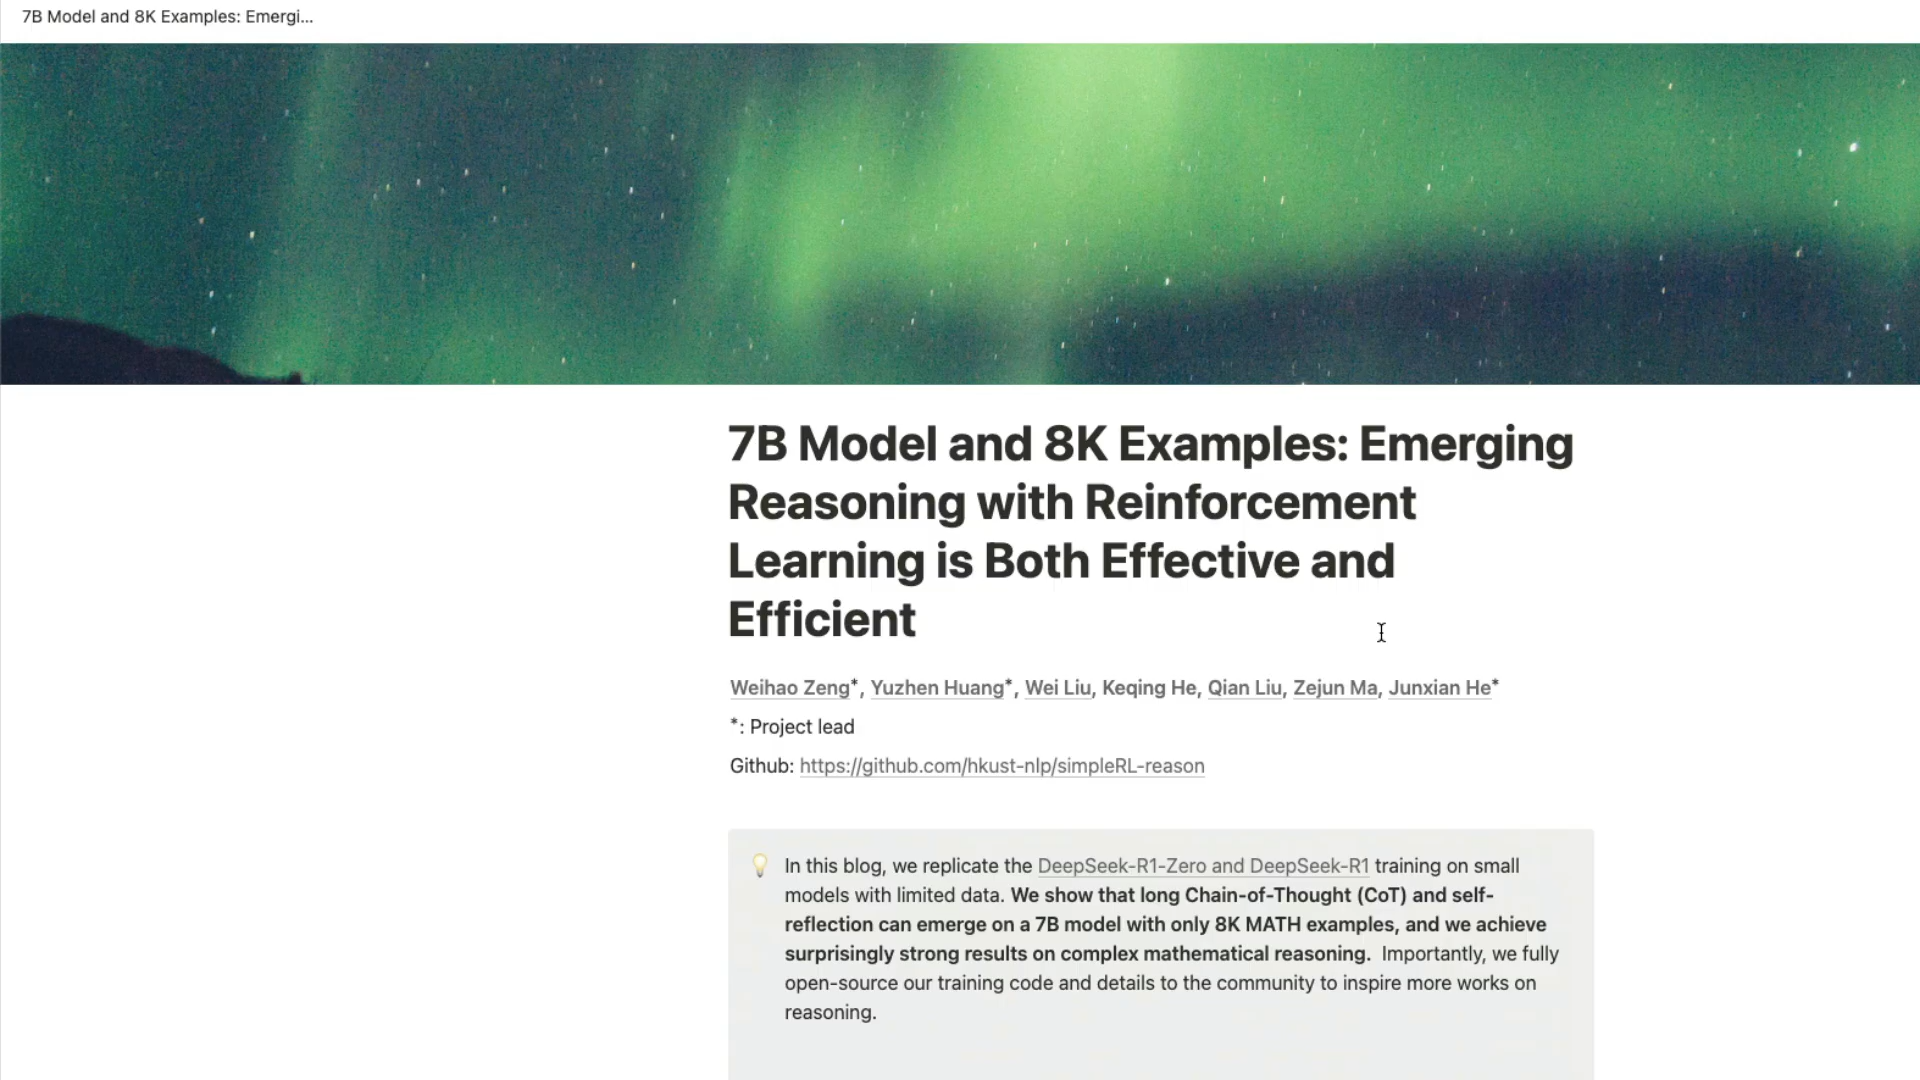 7B Model and 8K Examples: Emergi...
7B Model and 8K Examples: Emerging
Reasoning with Reinforcement
Learning is Both Effective and
Efficient
Weihao Zeng*, Yuzhen Huang*, Wei Liu, Keqing He, Qian Liu, Zejun Ma, Junxian He*
*: Project lead
Github: https://github.com/hkust-nlp/simpleRL-reason
In this blog, we replicate the DeepSeek-R1-Zero and DeepSeek-R1 training on small
models with limited data. We show that long Chain-of-Thought (CoT) and self-
reflection can emerge on a 7B model with only 8K MATH examples, and we achieve
surprisingly strong results on complex mathematical reasoning. Importantly, we fully
open-source our training code and details to the community to inspire more works on
reasoning.